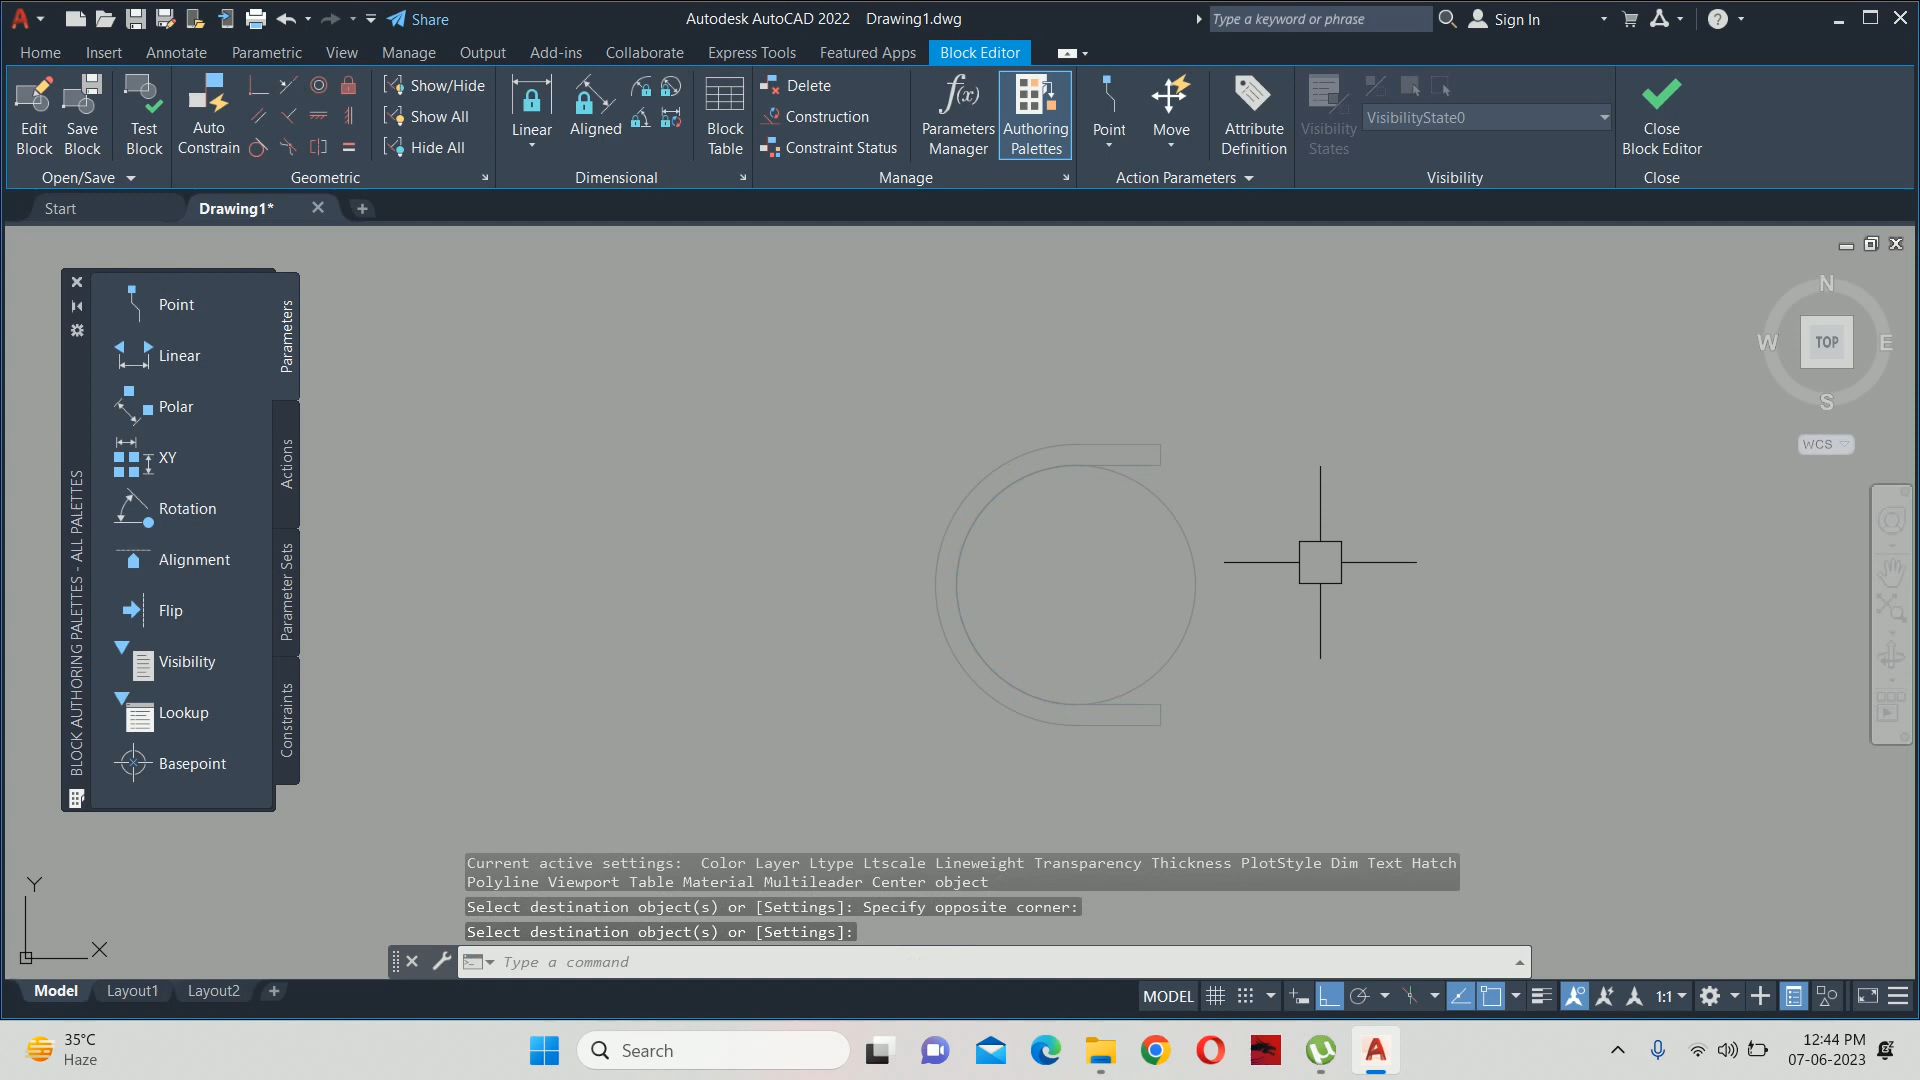 Share
Autodesk AutoCAD 2022 Drawing1.dwg
Type a keyword or phrase
Sign In
Home
Insert
Annotate
Parametric
View
Manage
Output
Add-ins
Collaborate
Express Tools
Featured Apps
Block Editor
Edit
Block
Save
Block
Test
Block
Open/Save
Auto
Constrain
Show/Hide
Show All
Hide All
Geometric
Linear
Aligned
Dimensional
Block
Table
Delete
Construction
Constraint Status
Parameters
Manager
Authoring
Palettes
Manage
Point
Move
Action Parameters
Attribute
Definition
Visibility
States
VisibilityState0
Visibility
Close
Block Editor
Close
Start
Drawing1*
Point
Linear
Polar
XY
Rotation
Alignment
Flip
Visibility
Lookup
Basepoint
Parameters
Actions
Parameter Sets
Constraints
BLOCK AUTHORING PALETTES - ALL PALETTES
N
W
TOP
E
S
WCS
Y
X
Current active settings:  Color Layer Ltype Ltscale Lineweight Transparency Thickness PlotStyle Dim Text Hatch
Polyline Viewport Table Material Multileader Center object
Select destination object(s) or [Settings]: Specify opposite corner:
Select destination object(s) or [Settings]:
Type a command
Model
Layout1
Layout2
MODEL
1:1
35°C
Haze
Search
12:44 PM
07-06-2023